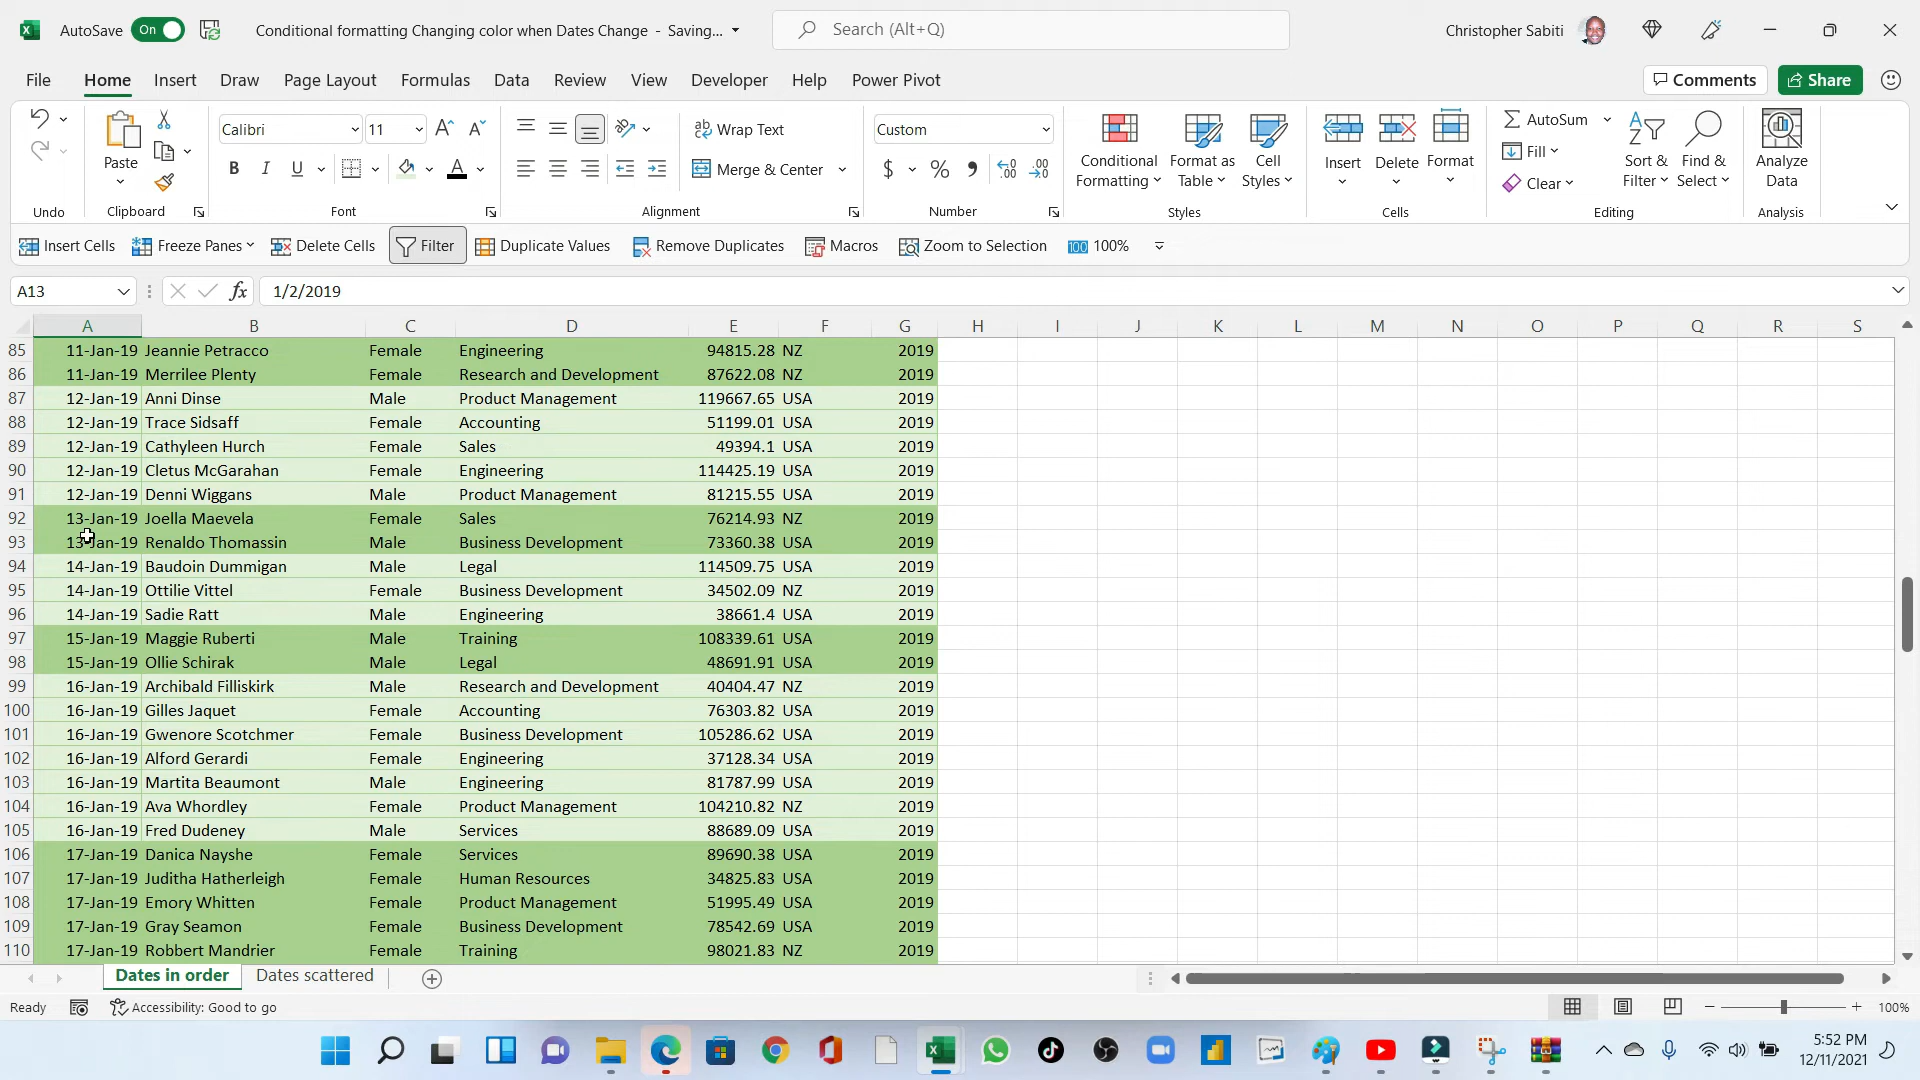 AutoSave On Conditional formatting Changing color when Dates Change - Saving... Search (Alt+Q) Christopher Sabiti
File Home Insert Draw Page Layout Formulas Data Review View Developer Help Power Pivot Comments Share
Calibri 11 Wrap Text Custom AutoSum
Paste Conditional Formatting Format as Table Cell Styles Insert Delete Format Fill Sort & Filter Find & Select Analyze Data
B I U Merge & Center $ % Clear
Undo Clipboard Font Alignment Number Styles Cells Editing Analysis
Insert Cells Freeze Panes Delete Cells Filter Duplicate Values Remove Duplicates Macros Zoom to Selection 100 100%
A13 fx 1/2/2019
A B C D E F G H I J K L M N O P Q R S
85 11-Jan-19 Jeannie Petracco Female Engineering 94815.28 NZ 2019
86 11-Jan-19 Merrilee Plenty Female Research and Development 87622.08 NZ 2019
87 12-Jan-19 Anni Dinse Male Product Management 119667.65 USA 2019
88 12-Jan-19 Trace Sidsaff Female Accounting 51199.01 USA 2019
89 12-Jan-19 Cathyleen Hurch Female Sales 49394.1 USA 2019
90 12-Jan-19 Cletus McGarahan Female Engineering 114425.19 USA 2019
91 12-Jan-19 Denni Wiggans Male Product Management 81215.55 USA 2019
92 13-Jan-19 Joella Maevela Female Sales 76214.93 NZ 2019
93 13-Jan-19 Renaldo Thomassin Male Business Development 73360.38 USA 2019
94 14-Jan-19 Baudoin Dummigan Male Legal 114509.75 USA 2019
95 14-Jan-19 Ottilie Vittel Female Business Development 34502.09 NZ 2019
96 14-Jan-19 Sadie Ratt Male Engineering 38661.4 USA 2019
97 15-Jan-19 Maggie Ruberti Male Training 108339.61 USA 2019
98 15-Jan-19 Ollie Schirak Male Legal 48691.91 USA 2019
99 16-Jan-19 Archibald Filliskirk Male Research and Development 40404.47 NZ 2019
100 16-Jan-19 Gilles Jaquet Female Accounting 76303.82 USA 2019
101 16-Jan-19 Gwenore Scotchmer Female Business Development 105286.62 USA 2019
102 16-Jan-19 Alford Gerardi Female Engineering 37128.34 USA 2019
103 16-Jan-19 Martita Beaumont Male Engineering 81787.99 USA 2019
104 16-Jan-19 Ava Whordley Female Product Management 104210.82 NZ 2019
105 16-Jan-19 Fred Dudeney Male Services 88689.09 USA 2019
106 17-Jan-19 Danica Nayshe Female Services 89690.38 USA 2019
107 17-Jan-19 Juditha Hatherleigh Female Human Resources 34825.83 USA 2019
108 17-Jan-19 Emory Whitten Female Product Management 51995.49 USA 2019
109 17-Jan-19 Gray Seamon Female Business Development 78542.69 USA 2019
110 17-Jan-19 Robbert Mandrier Female Training 98021.83 NZ 2019
Dates in order Dates scattered
Ready Accessibility: Good to go 100%
5:52 PM
12/11/2021